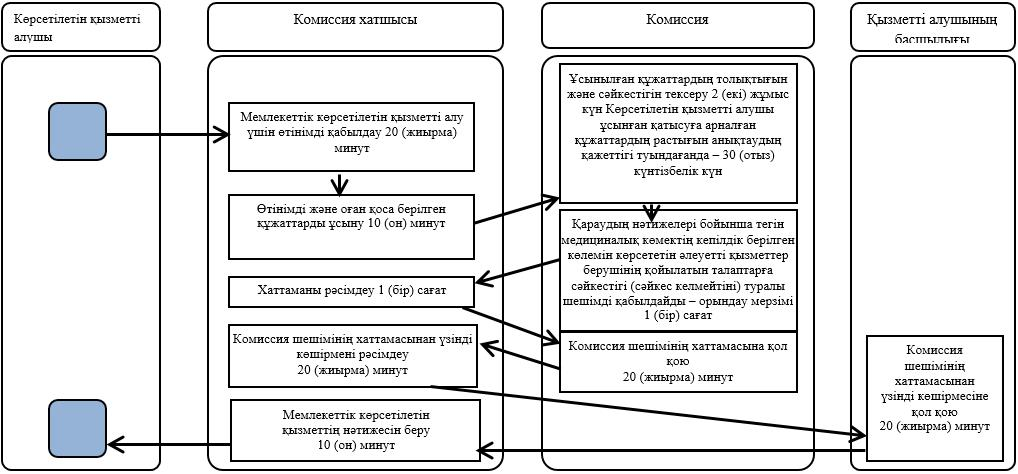 Көрсетілетін қызметті
алушы
Комиссия хатшысы
Комиссия
Қызметті алушының
басшылығы
Мемлекеттік көрсетілетін қызметті алу
үшін өтінімді қабылдау 20 (жиырма)
минут
Өтінімді және оған қоса берілген
құжаттарды ұсыну 10 (он) минут
Ұсынылған құжаттардың толықтығын
және сәйкестігін тексеру 2 (екі) жұмыс
күн Көрсетілетін қызметті алушы
ұсынған қатысуға арналған
құжаттардың растығын анықтаудың
қажеттігі туындағанда – 30 (отыз)
күнтізбелік күн
Қараудың нәтижелері бойынша тегін
медициналық көмектің кепілдік берілген
көлемін көрсететін әлеуетті қызметтер
берушінің қойылатын талаптарға
сәйкестігі (сәйкес келмейтіні) туралы
шешімді қабылдайды – орындау мерзімі
1 (бір) сағат
Хаттаманы рәсімдеу 1 (бір) сағат
Комиссия шешімінің хаттамасына қол
қою
20 (жиырма) минут
Комиссия шешімінің хаттамасынан үзінді
көшірмені рәсімдеу
20 (жиырма) минут
Комиссия
шешімінің
хаттамасынан
үзінді көшірмесіне
қол қою
20 (жиырма) минут
Мемлекеттік көрсетілетін
қызметтің нәтижесін беру
10 (он) минут